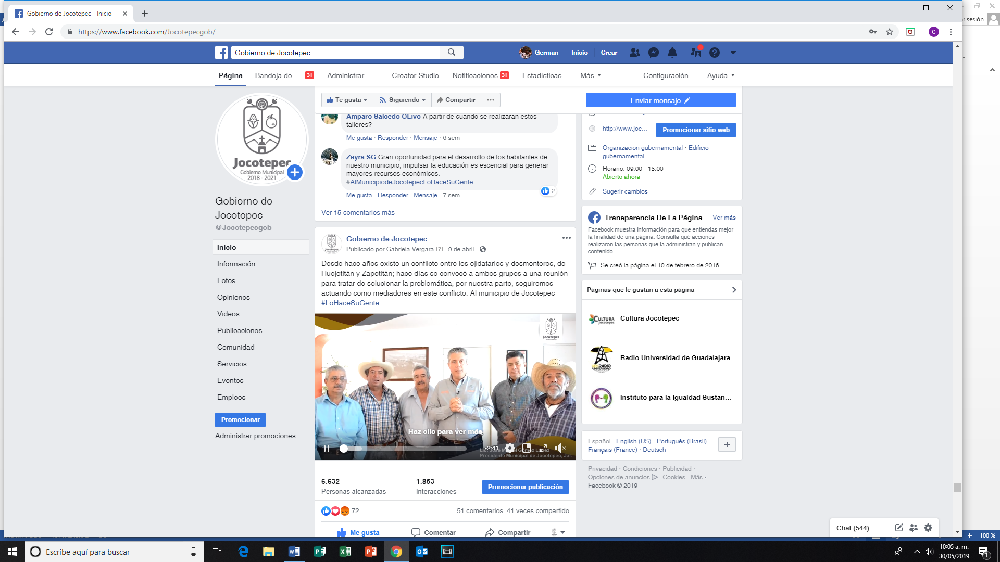 Gobierno de Jocotepec - Inicio
https://www.facebook.com/Jocotepecgob/
sesión
Gobierno de Jocotepec
German
Inicio
Crear
Página
Bandeja de ... 31
Administrar ...
Creator Studio
Notificaciones 31
Estadísticas
Más
Configuración
Ayuda
Jocotepec
Gobierno Municipal
2018 - 2021
Gobierno de
Jocotepec
@Jocotepecgob
Inicio
Información
Fotos
Opiniones
Videos
Publicaciones
Comunidad
Servicios
Eventos
Empleos
Promocionar
Administrar promociones
Te gusta
Siguiendo
Compartir
Enviar mensaje
Amparo Salcedo OLivo A partir de cuándo se realizarán estos
talleres?
Me gusta · Responder · Mensaje · 6 sem
Zayra SG Gran oportunidad para el desarrollo de los habitantes de
nuestro municipio, impulsar la educación es escencial para generar
mayores recursos económicos.
#AlMunicipiodeJocotepecLoHaceSuGente
2
Me gusta · Responder · Mensaje · 7 sem
Ver 15 comentarios más
Gobierno de Jocotepec
Publicado por Gabriela Vergara [?] · 9 de abril ·
Desde hace años existe un conflicto entre los ejidatarios y desmonteros, de
Huejotitán y Zapotitán; hace días se convocó a ambos grupos a una reunión
para tratar de solucionar la problemática, por nuestra parte, seguiremos
actuando como mediadores en este conflicto. Al municipio de Jocotepec
#LoHaceSuGente
Jocotepec
Haz clic para ver más
-2:41
Presidente Municipal de Jocotepec, Jal.
6.632
Personas alcanzadas
1.853
Interacciones
Promocionar publicación
72
51 comentarios 41 veces compartido
Me gusta
Comentar
Compartir
http://www.joc...
Promocionar sitio web
Organización gubernamental · Edificio
gubernamental
Horario: 09:00 - 15:00
Abierto ahora
Sugerir cambios
Transparencia De La Página
Ver más
Facebook muestra información para que entiendas mejor
la finalidad de una página. Consulta qué acciones
realizaron las personas que la administran y publican
contenido.
Se creó la página el 10 de febrero de 2016
Páginas que le gustan a esta página
CULTURA
Jocotepec
Cultura Jocotepec
RADIO
UNIVERSIDAD
Radio Universidad de Guadalajara
Instituto para la Igualdad Sustan...
Español · English (US) · Português (Brasil) ·
Français (France) · Deutsch
Privacidad · Condiciones · Publicidad ·
Opciones de anuncios · Cookies · Más
Facebook © 2019
Chat (544)
100 %
Escribe aquí para buscar
10:05 a. m.
30/05/2019
1